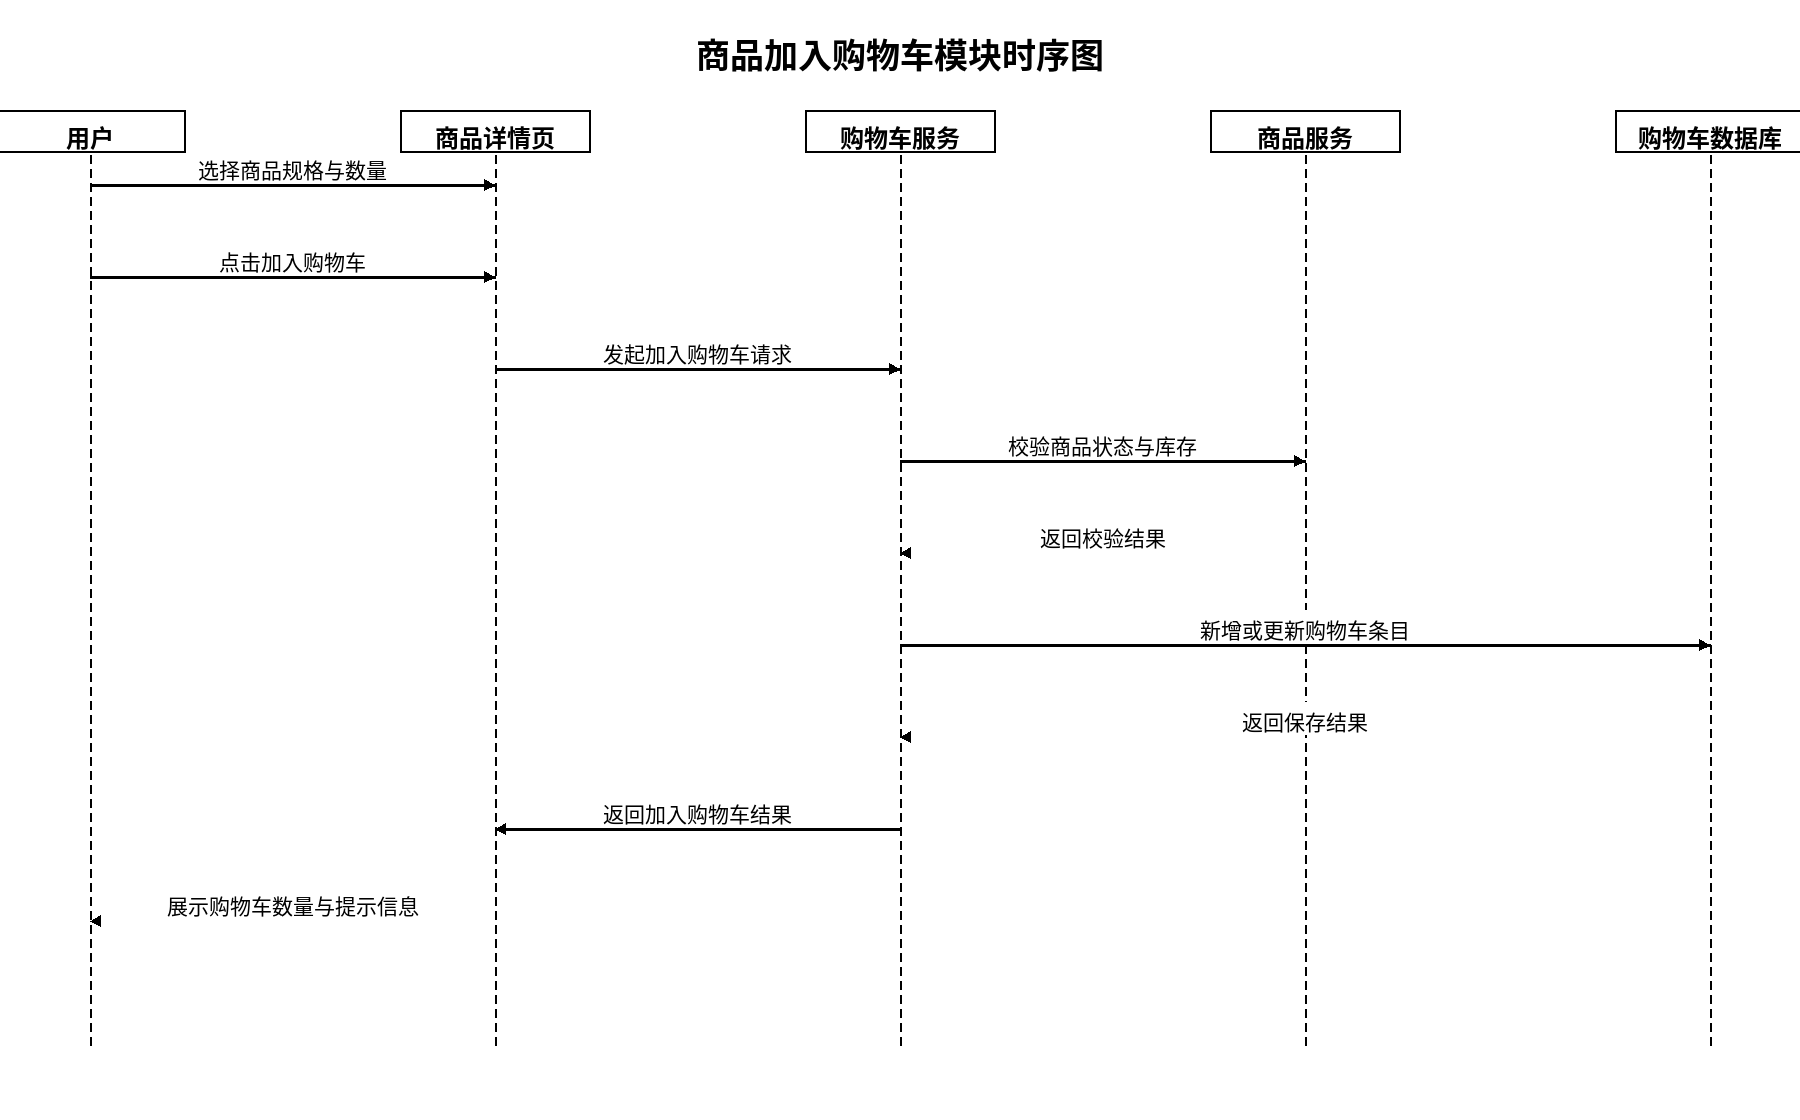 商品加入购物车模块时序图
用户
商品详情页
购物车服务
商品服务
购物车数据库
选择商品规格与数量
点击加入购物车
发起加入购物车请求
校验商品状态与库存
返回校验结果
新增或更新购物车条目
返回保存结果
返回加入购物车结果
展示购物车数量与提示信息